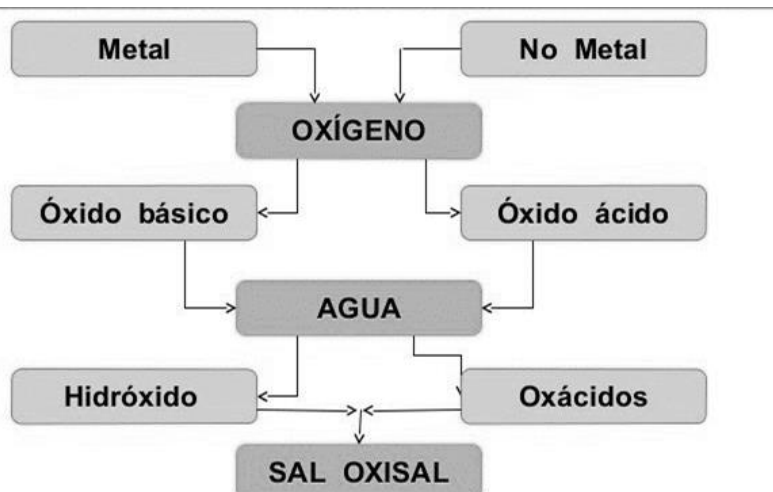 Metal
No Metal
OXÍGENO
Óxido básico
Óxido ácido
AGUA
Hidróxido
Oxácidos
SAL OXISAL